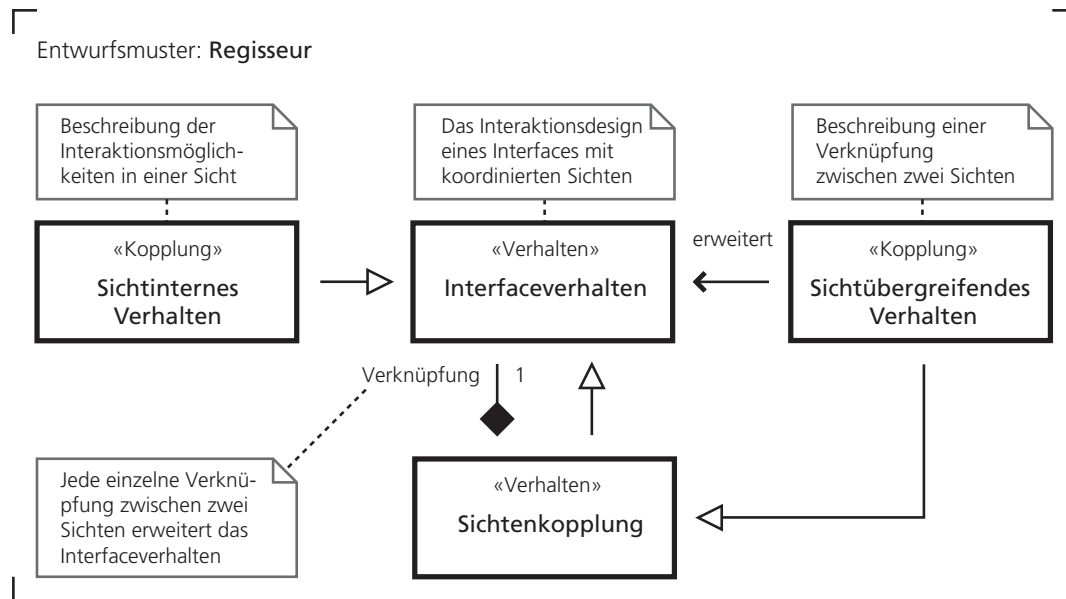 Entwurfsmuster: Regisseur
Beschreibung der
Interaktionsmöglich-
keiten in einer Sicht
Das Interaktionsdesign
eines Interfaces mit
koordinierten Sichten
Beschreibung einer
Verknüpfung
zwischen zwei Sichten
«Kopplung»
Sichtinternes
Verhalten
«Verhalten»
Interfaceverhalten
erweitert
«Kopplung»
Sichtübergreifendes
Verhalten
Verknüpfung
1
Jede einzelne Verknü-
pfung zwischen zwei
Sichten erweitert das
Interfaceverhalten
«Verhalten»
Sichtenkopplung